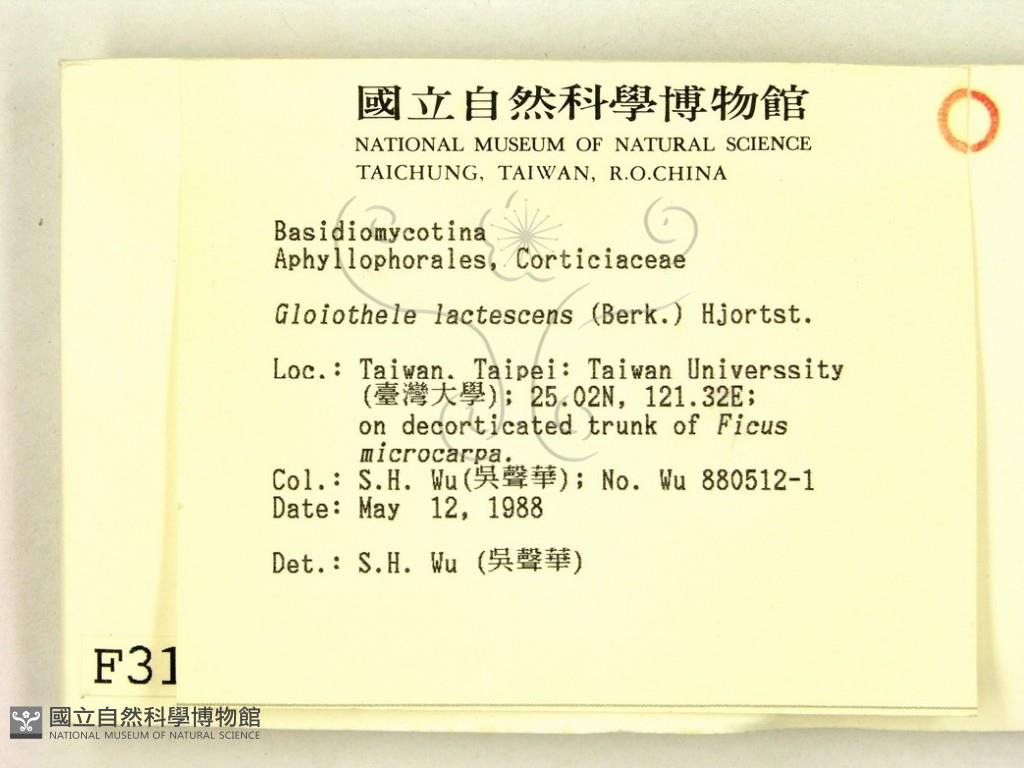 國立自然科學博物館
NATIONAL MUSEUM OF NATURAL SCIENCE
TAICHUNG, TAIWAN, R.O.CHINA
Basidiomycotina
Aphyllophorales, Corticiaceae
Gloiothele lactescens (Berk.) Hjortst.
Loc.: Taiwan. Taipei: Taiwan Universsity
(臺灣大學); 25.02N, 121.32E;
on decorticated trunk of Ficus
microcarpa.
Col.: S.H. Wu(吳聲華); No. Wu 880512-1
Date: May 12, 1988
Det.: S.H. Wu (吳聲華)
F31
國立自然科學博物館
NATIONAL MUSEUM OF NATURAL SCIENCE